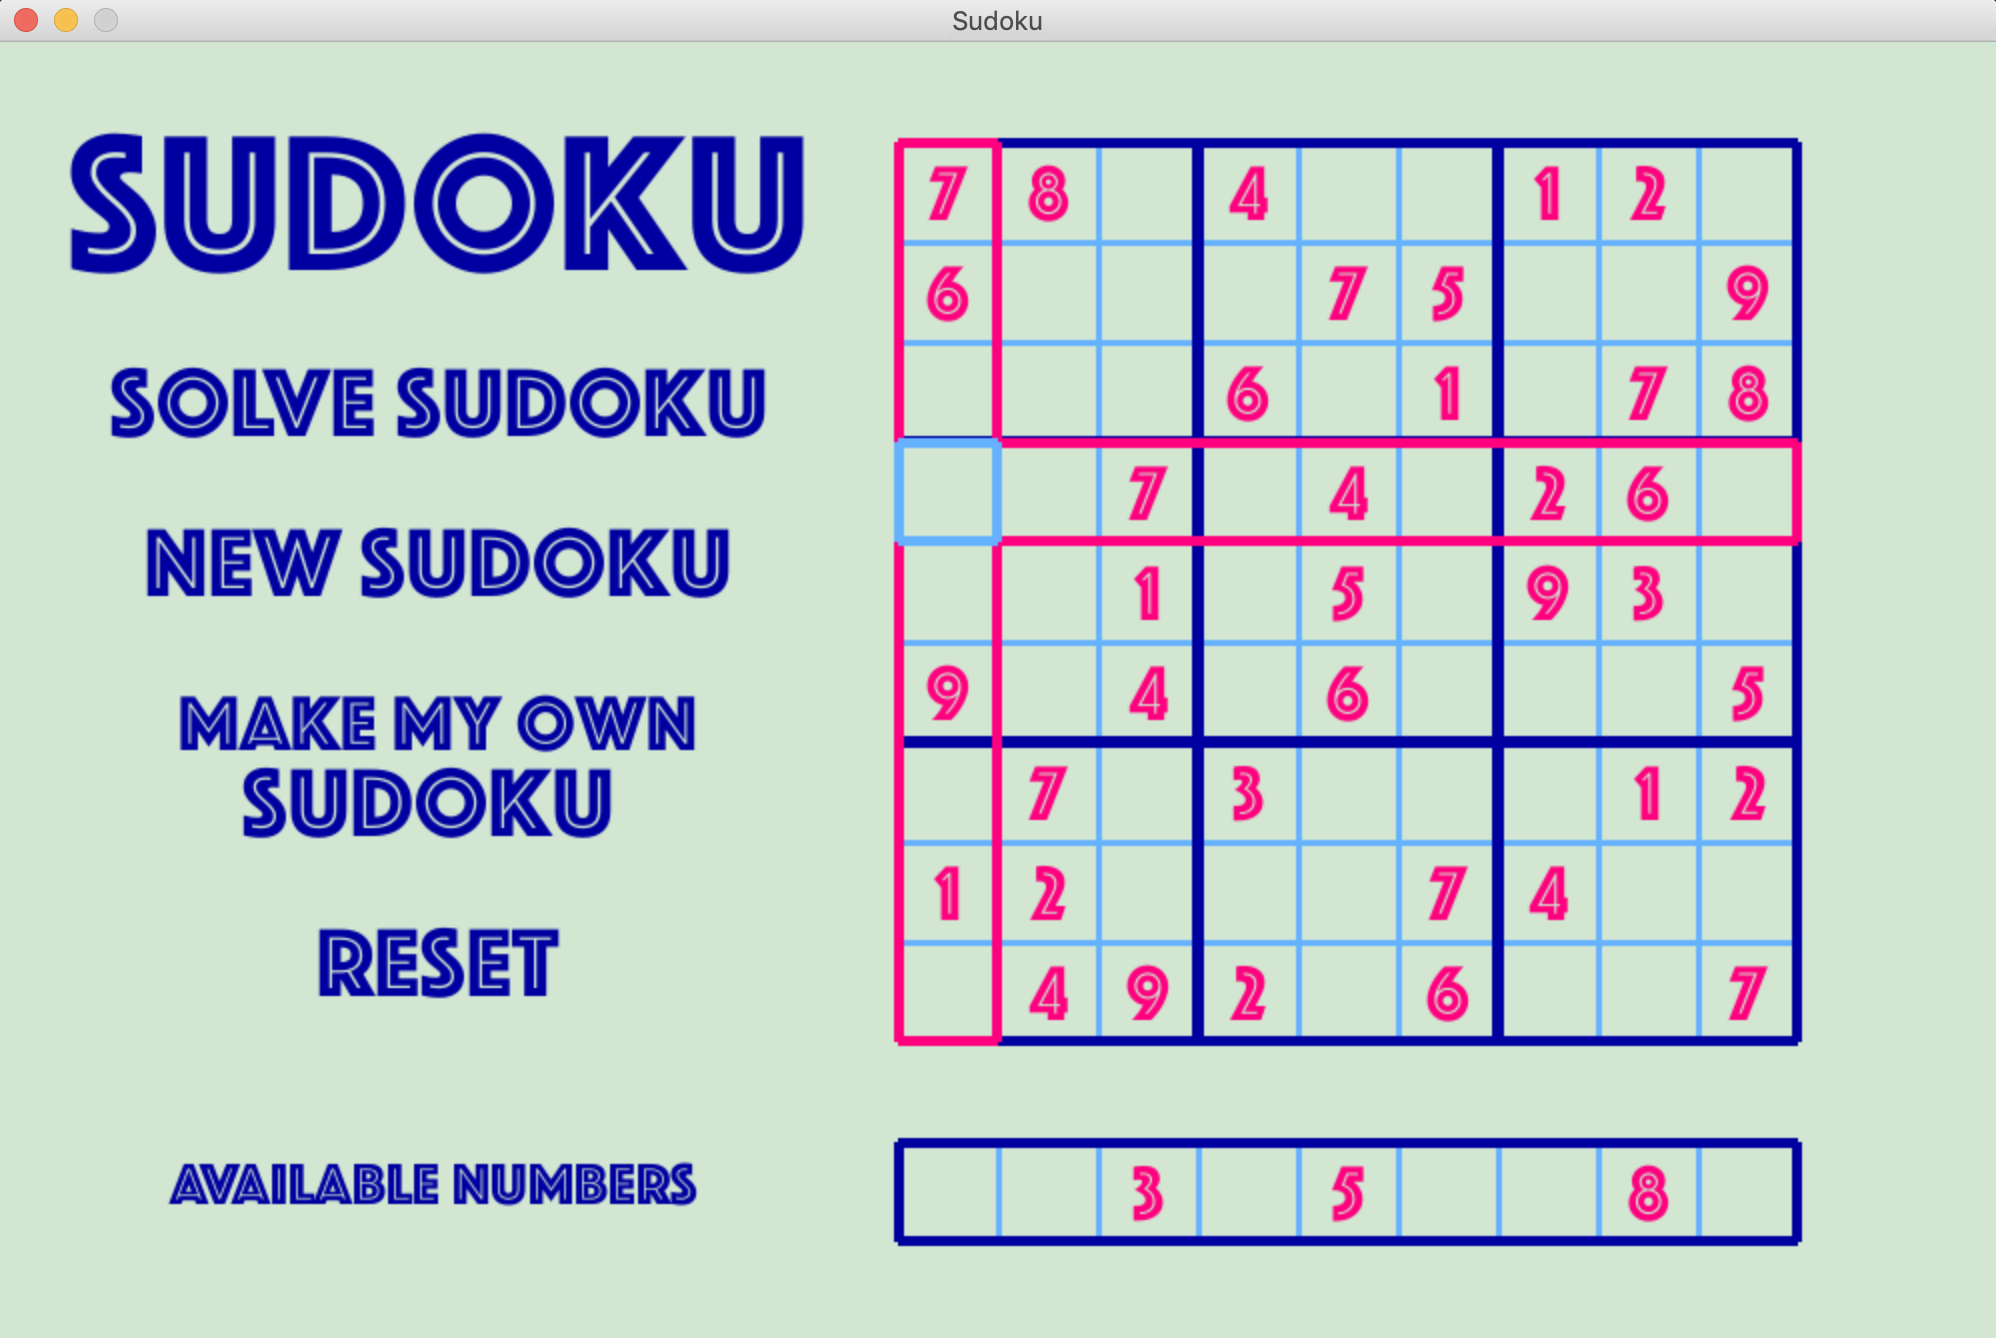 Sudoku
SUDOKU
SOLVE SUDOKU
NEW SUDOKU
MAKE MY OWN
SUDOKU
RESET
7 8 4 1 2
6 7 5 9
6 1 7 8
7 4 2 6
1 5 9 3
9 4 6 5
7 3 1 2
1 2 7 4
4 9 2 6 7
AVAILABLE NUMBERS
3 5 8